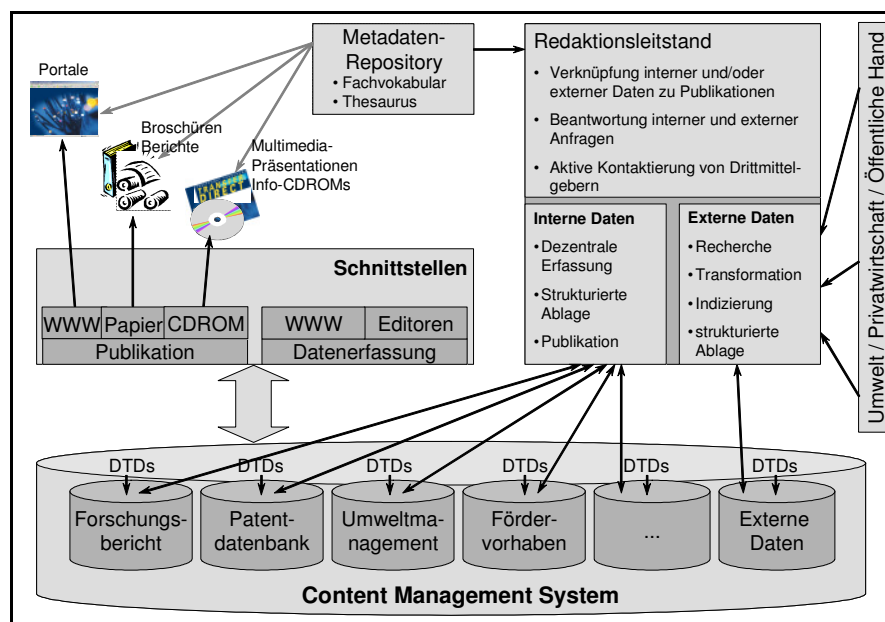 Metadaten-
Repository
• Fachvokabular
• Thesaurus
Redaktionsleitstand
• Verknüpfung interner und/oder
externer Daten zu Publikationen
• Beantwortung interner und externer
Anfragen
• Aktive Kontaktierung von Drittmittel-
gebern
Interne Daten
• Dezentrale
Erfassung
• Strukturierte
Ablage
• Publikation
Externe Daten
• Recherche
• Transformation
• Indizierung
• strukturierte
Ablage
Umwelt / Privatwirtschaft / Öffentliche Hand
Portale
Broschüren
Berichte
Multimedia-
Präsentationen
Info-CDROMs
TRANSFER
DIRECT
Schnittstellen
WWW Papier CDROM
Publikation
WWW Editoren
Datenerfassung
DTDs DTDs DTDs DTDs DTDs DTDs
Forschungs-
bericht
Patent-
datenbank
Umweltma-
nagement
Förder-
vorhaben
...
Externe
Daten
Content Management System